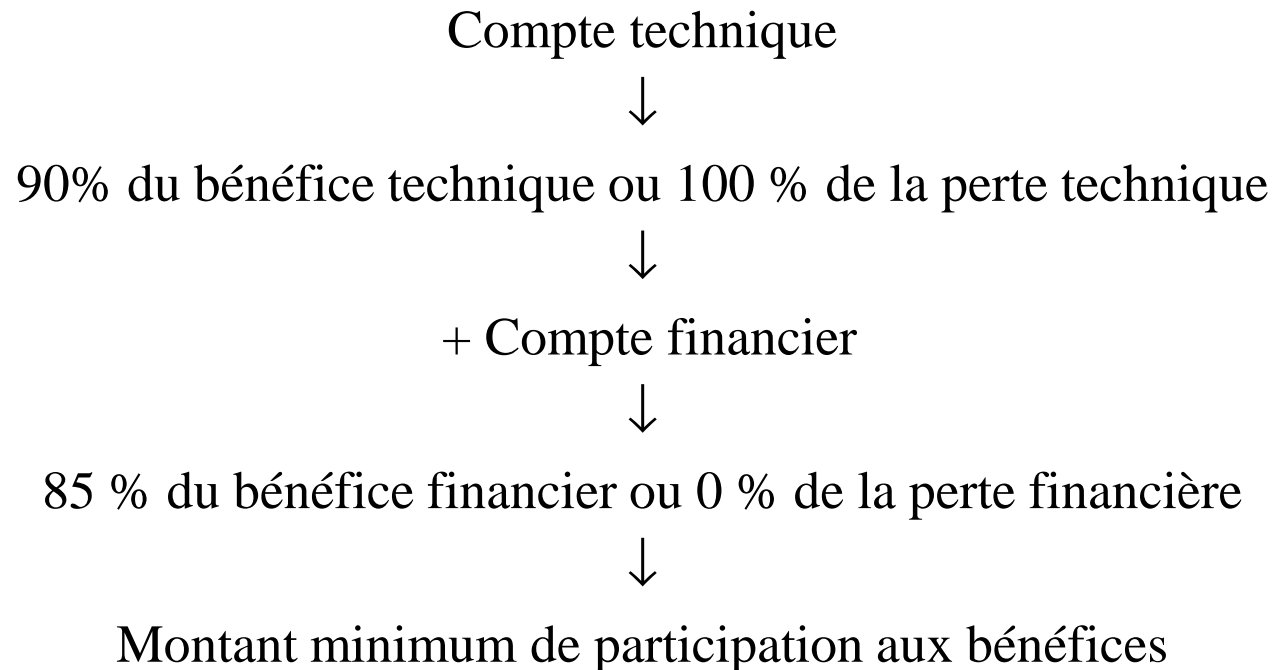 Compte technique
↓
90% du bénéfice technique ou 100 % de la perte technique
↓
+ Compte financier
↓
85 % du bénéfice financier ou 0 % de la perte financière
↓
Montant minimum de participation aux bénéfices